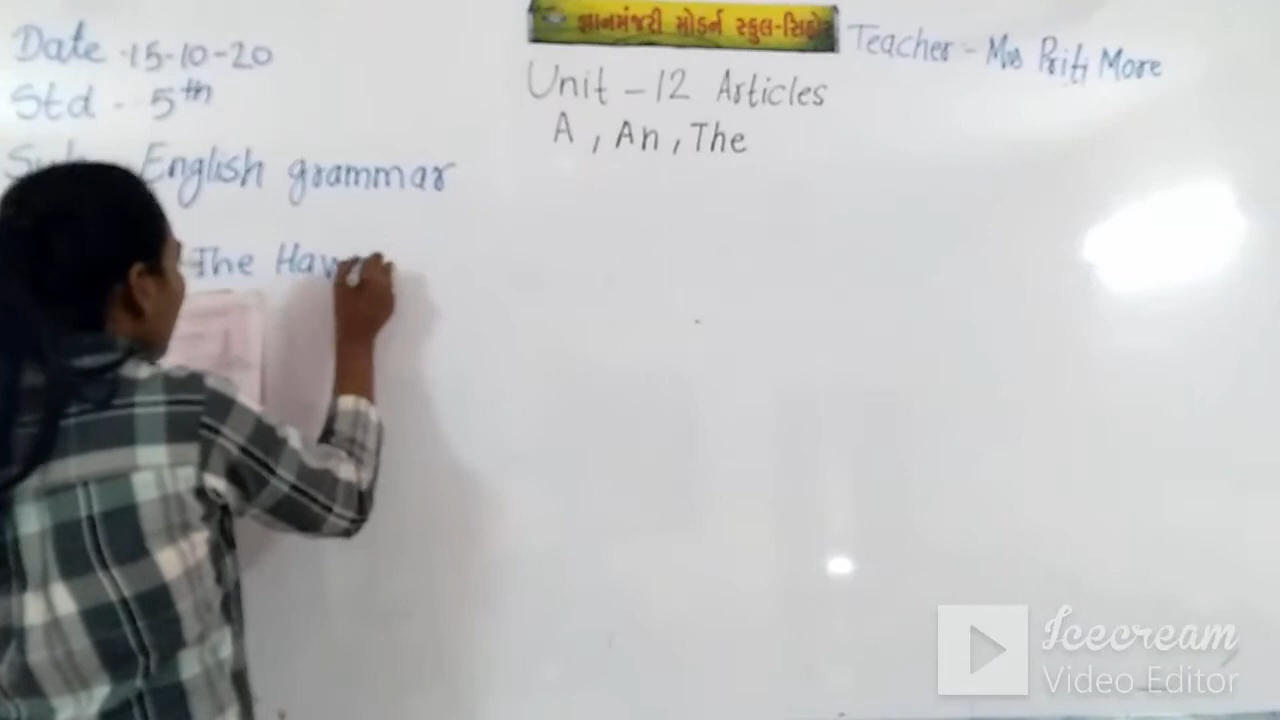 જ્ઞાનમંજરી મોડર્ન સ્કુલ-સિહોર
Date 15-10-20
Teacher - Mrs Priti More
Std - 5th
Unit - 12 Articles
A, An, The
English grammar
The Hav
Icecream
Video Editor